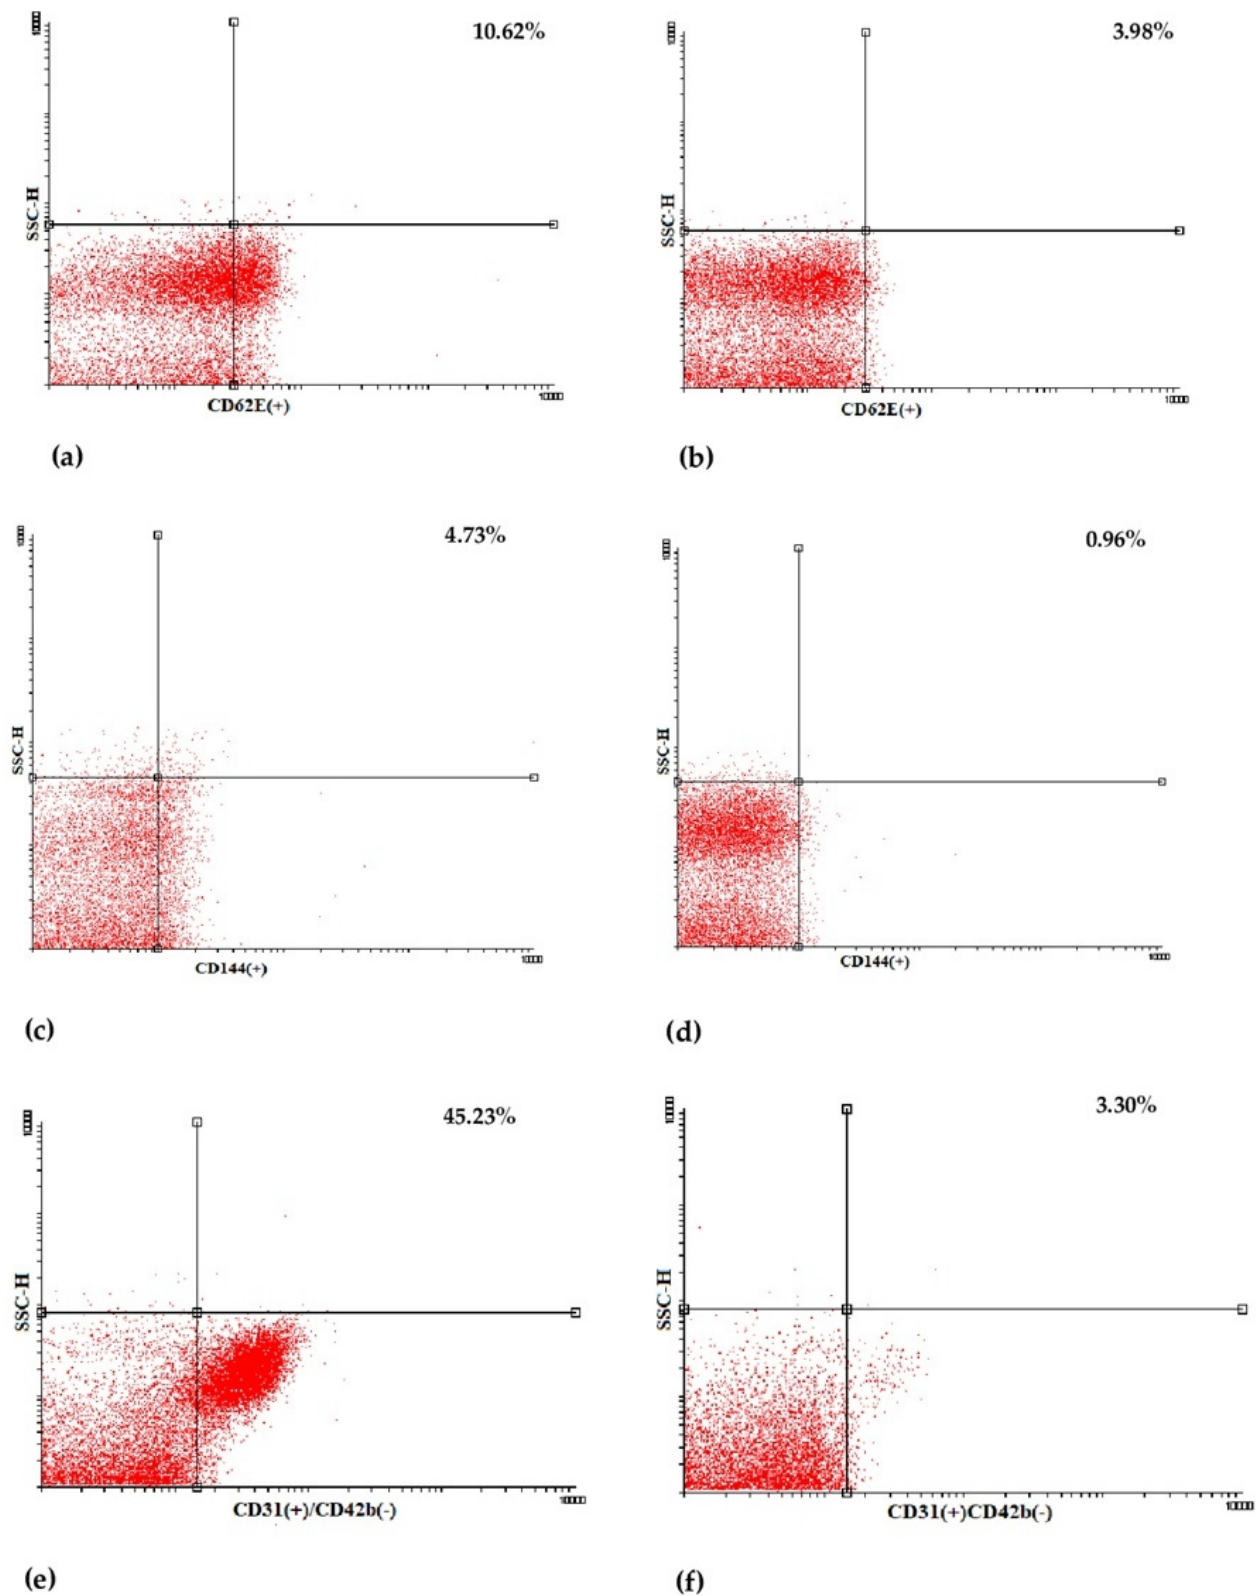 10.62%
3.98%
SSC-H
SSC-H
10000
10000
CD62E(+)
CD62E(+)
(a)
(b)
4.73%
0.96%
SSC-H
SSC-H
10000
10000
CD144(+)
CD144(+)
(c)
(d)
45.23%
3.30%
SSC-H
SSC-H
10000
10000
CD31(+)/CD42b(-)
CD31(+)CD42b(-)
(e)
(f)